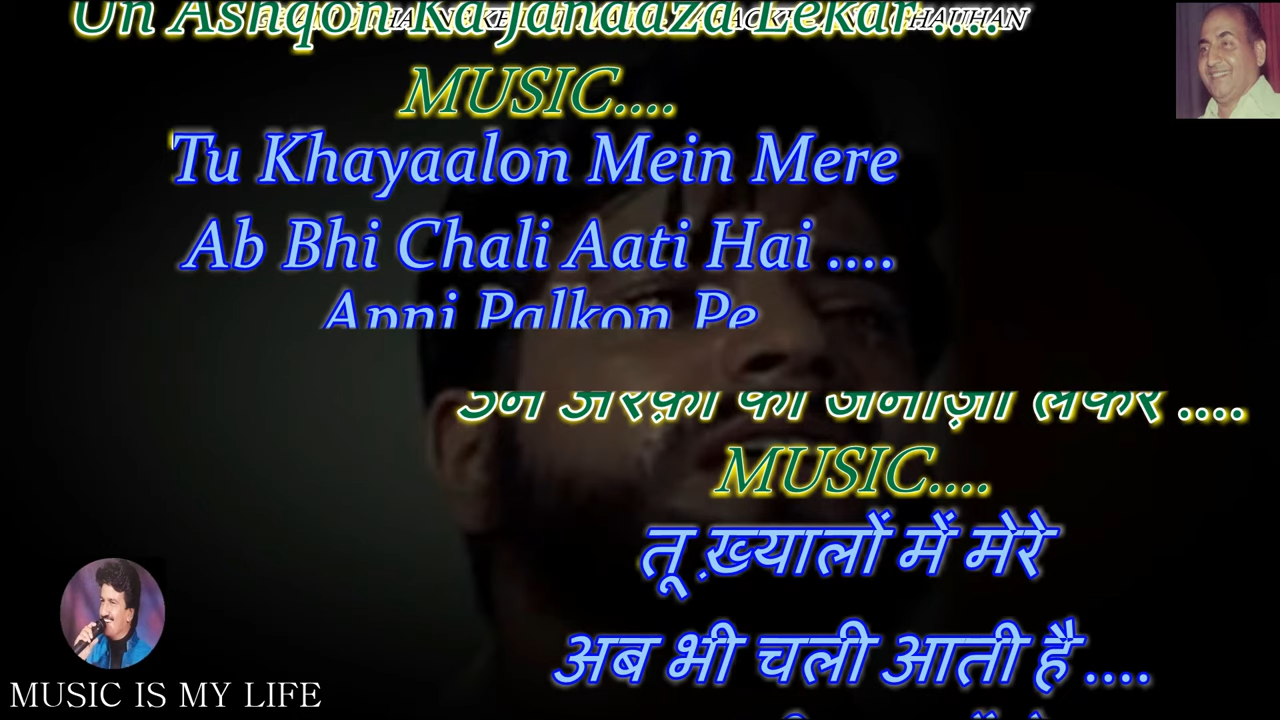 Un Ashqon Ka Janaaza Lekar ....
CHAUHAN
MUSIC....
Tu Khayaalon Mein Mere
Ab Bhi Chali Aati Hai ....
Apni Palkon Pe
उन अश्क़ों का जनाज़ा लेकर ....
MUSIC....
तू ख़्यालों में मेरे
अब भी चली आती है ....
MUSIC IS MY LIFE